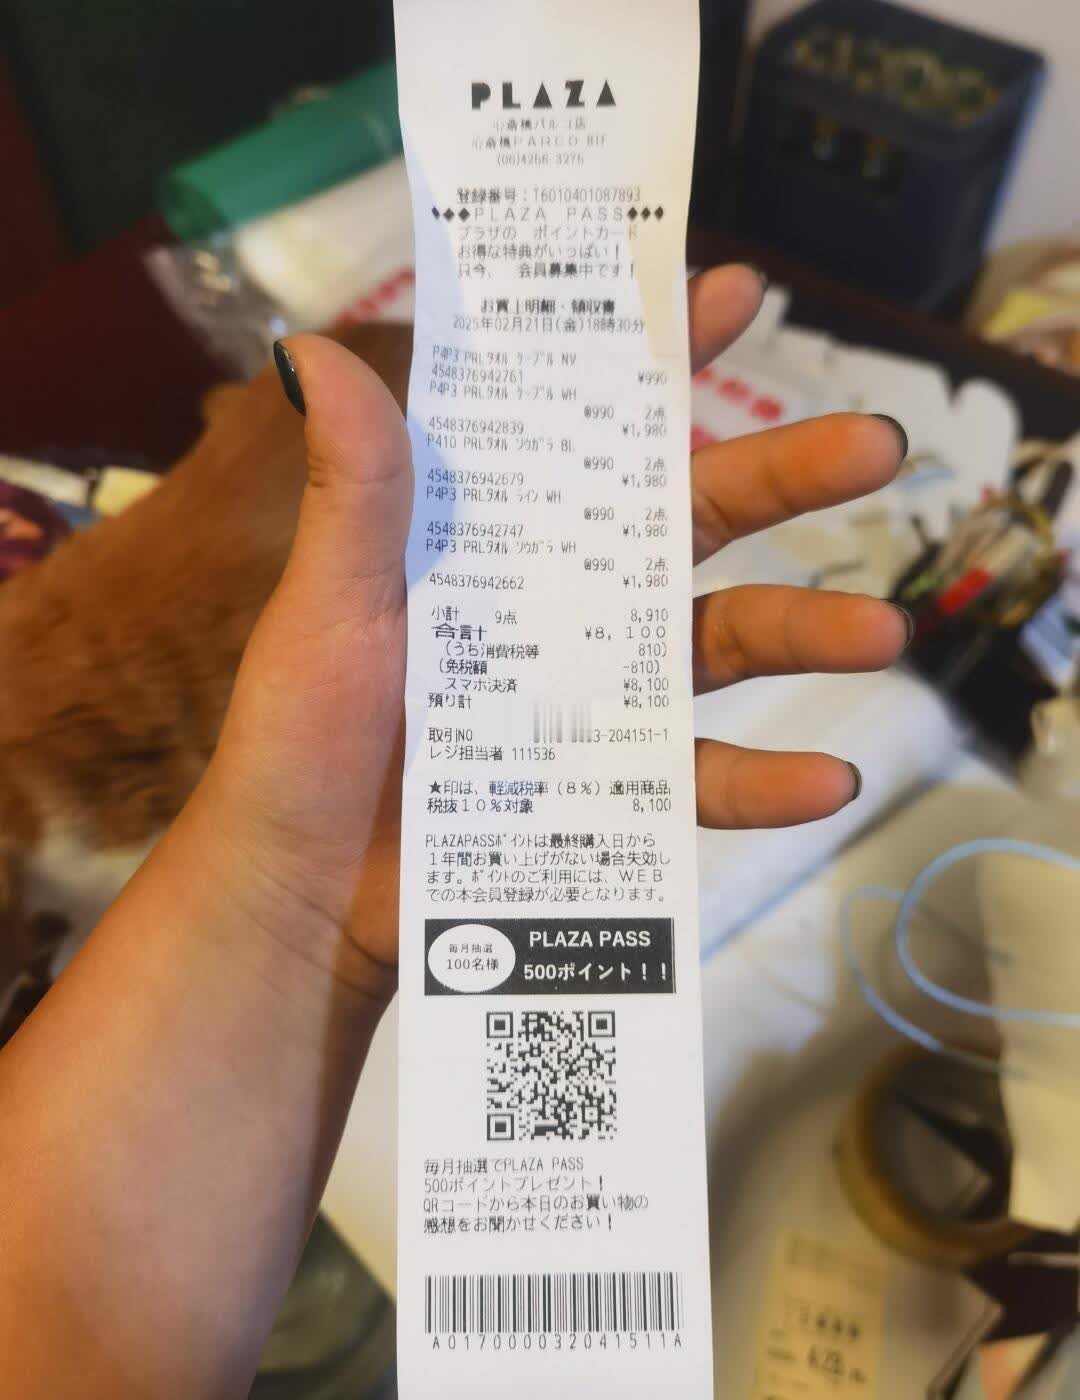 PLAZA
心斎橋パルコ店
心斎橋PARCO B1F
(06)4256-3275
登録番号：T6010401087893
◆◆◆PLAZA PASS◆◆◆
プラザの ポイントカード
お得な特典がいっぱい！
只今、 会員募集中です！
お買上明細・領収書
2025年02月21日(金)18時30分
P4P3 PRLタオル ケーブル NV
4548376942761 ¥990
P4P3 PRLタオル ケーブル WH
@990 2点
4548376942839 ¥1,980
P410 PRLタオル ソウガラ BL
@990 2点
4548376942679 ¥1,980
P4P3 PRLタオル ライン WH
@990 2点
4548376942747 ¥1,980
P4P3 PRLタオル ソウガラ WH
@990 2点
4548376942662 ¥1,980
小計 9点 8,910
合計 ¥8,100
（うち消費税等 810）
（免税額 -810）
スマホ決済 ¥8,100
預り計 ¥8,100
取引NO 3-204151-1
レジ担当者 111536
★印は、軽減税率（8％）適用商品
税抜10％対象 8,100
PLAZAPASSポイントは最終購入日から
1年間お買い上げがない場合失効し
ます。ポイントのご利用には、WEB
での本会員登録が必要となります。
毎月抽選
100名様
PLAZA PASS
500ポイント！！
毎月抽選でPLAZA PASS
500ポイントプレゼント！
QRコードから本日のお買い物の
感想をお聞かせください！
A017000032041511A